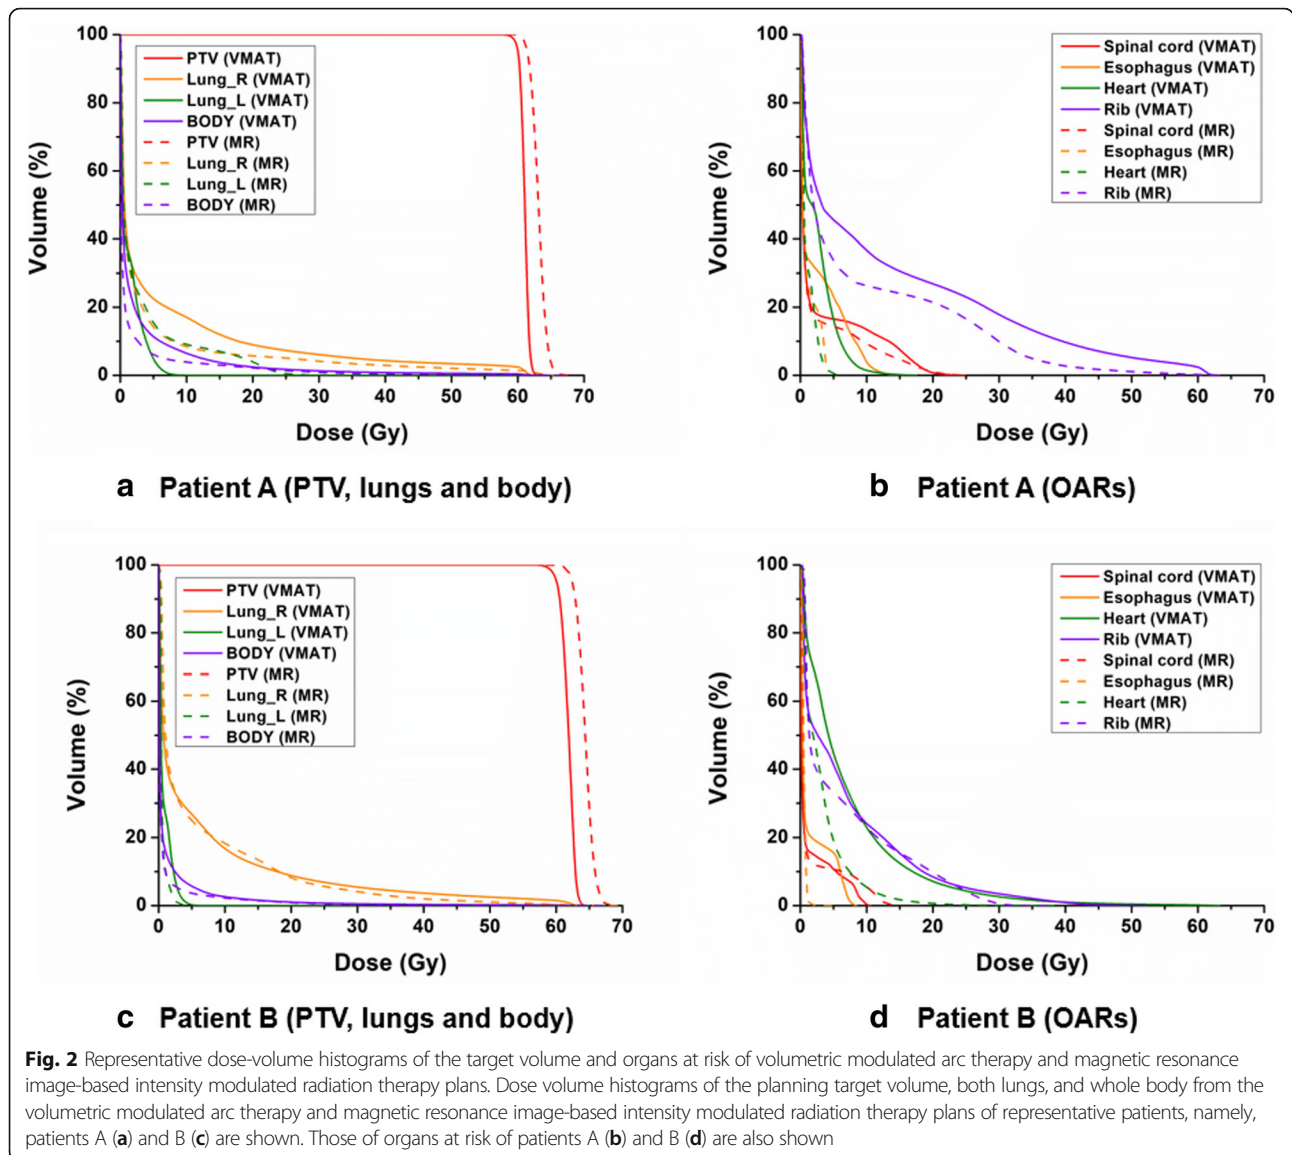 100
80
60
40
20
0
Volume (%)
PTV (VMAT)
Lung_R (VMAT)
Lung_L (VMAT)
BODY (VMAT)
PTV (MR)
Lung_R (MR)
Lung_L (MR)
BODY (MR)
0 10 20 30 40 50 60 70
Dose (Gy)
a Patient A (PTV, lungs and body)
100
80
60
40
20
0
Volume (%)
Spinal cord (VMAT)
Esophagus (VMAT)
Heart (VMAT)
Rib (VMAT)
Spinal cord (MR)
Esophagus (MR)
Heart (MR)
Rib (MR)
0 10 20 30 40 50 60 70
Dose (Gy)
b Patient A (OARs)
100
80
60
40
20
0
Volume (%)
PTV (VMAT)
Lung_R (VMAT)
Lung_L (VMAT)
BODY (VMAT)
PTV (MR)
Lung_R (MR)
Lung_L (MR)
BODY (MR)
0 10 20 30 40 50 60 70
Dose (Gy)
c Patient B (PTV, lungs and body)
100
80
60
40
20
0
Volume (%)
Spinal cord (VMAT)
Esophagus (VMAT)
Heart (VMAT)
Rib (VMAT)
Spinal cord (MR)
Esophagus (MR)
Heart (MR)
Rib (MR)
0 10 20 30 40 50 60 70
Dose (Gy)
d Patient B (OARs)
Fig. 2 Representative dose-volume histograms of the target volume and organs at risk of volumetric modulated arc therapy and magnetic resonance
image-based intensity modulated radiation therapy plans. Dose volume histograms of the planning target volume, both lungs, and whole body from the
volumetric modulated arc therapy and magnetic resonance image-based intensity modulated radiation therapy plans of representative patients, namely,
patients A (a) and B (c) are shown. Those of organs at risk of patients A (b) and B (d) are also shown